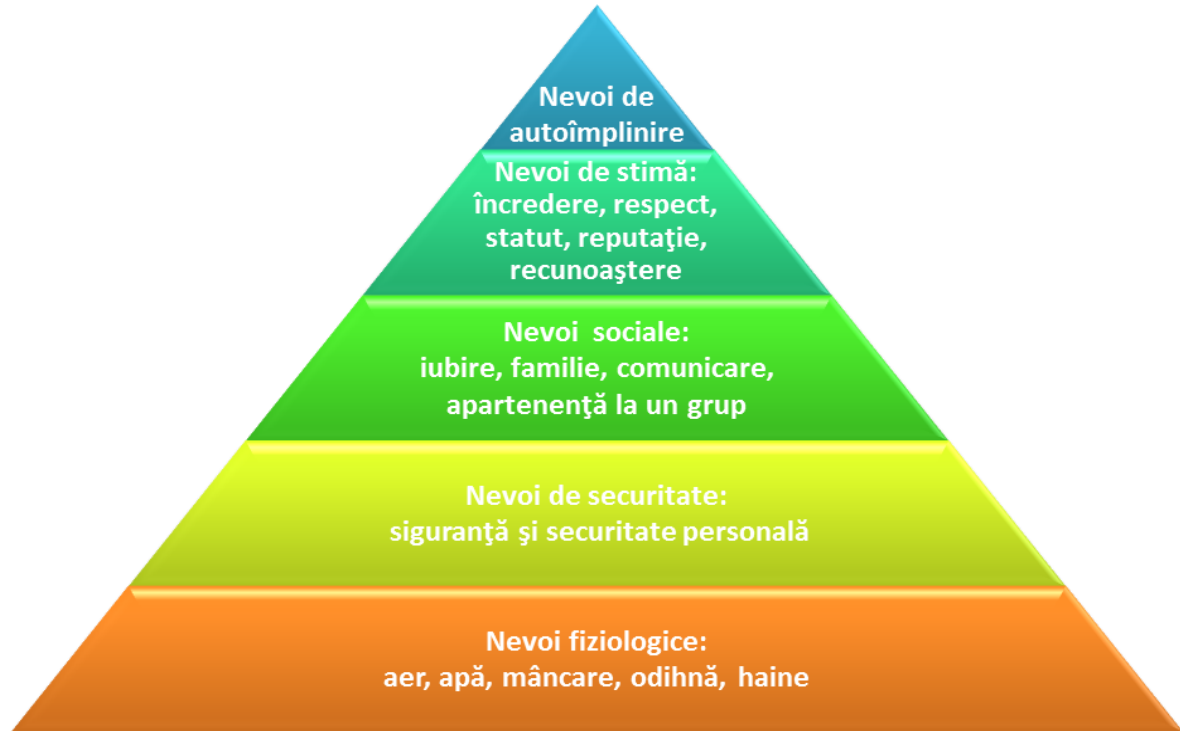 Nevoi de
autoîmplinire
Nevoi de stimă:
încredere, respect,
statut, reputaţie,
recunoaştere
Nevoi sociale:
iubire, familie, comunicare,
apartenenţă la un grup
Nevoi de securitate:
siguranţă şi securitate personală
Nevoi fiziologice:
aer, apă, mâncare, odihnă, haine